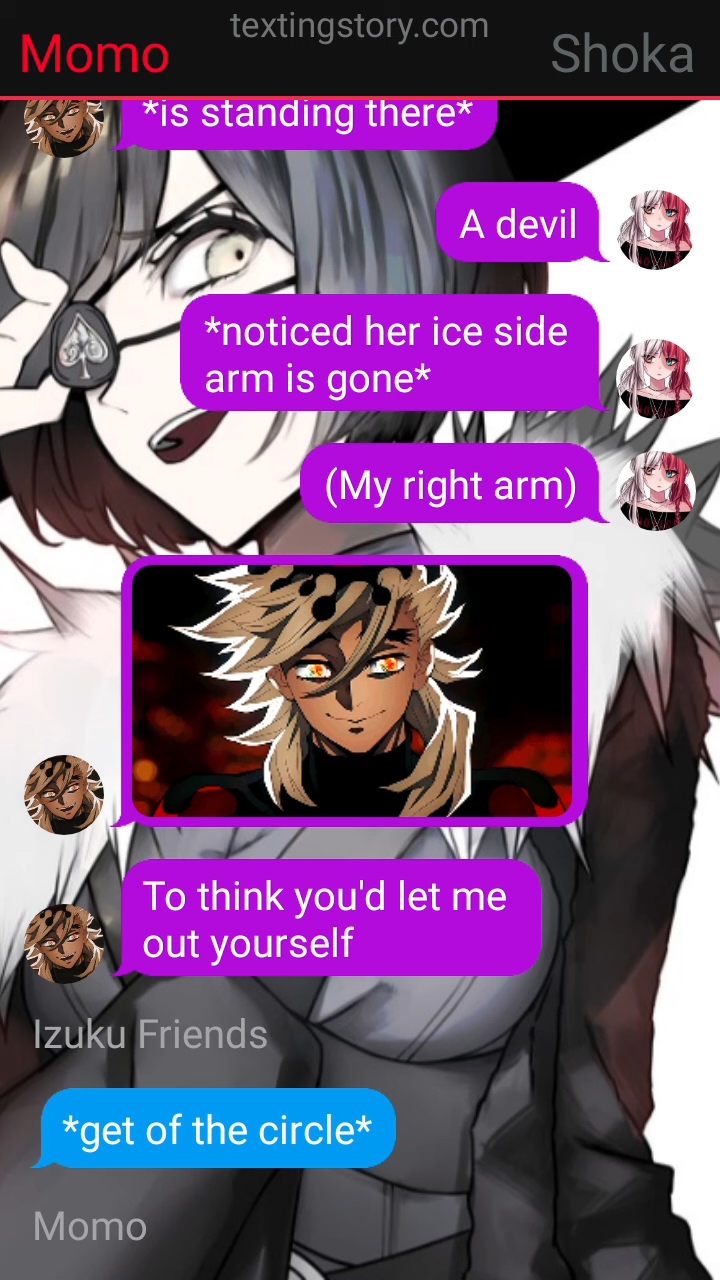 textingstory.com
Momo
Shoka
*is standing there*
A devil
*noticed her ice side
arm is gone*
(My right arm)
To think you'd let me
out yourself
Izuku Friends
*get of the circle*
Momo